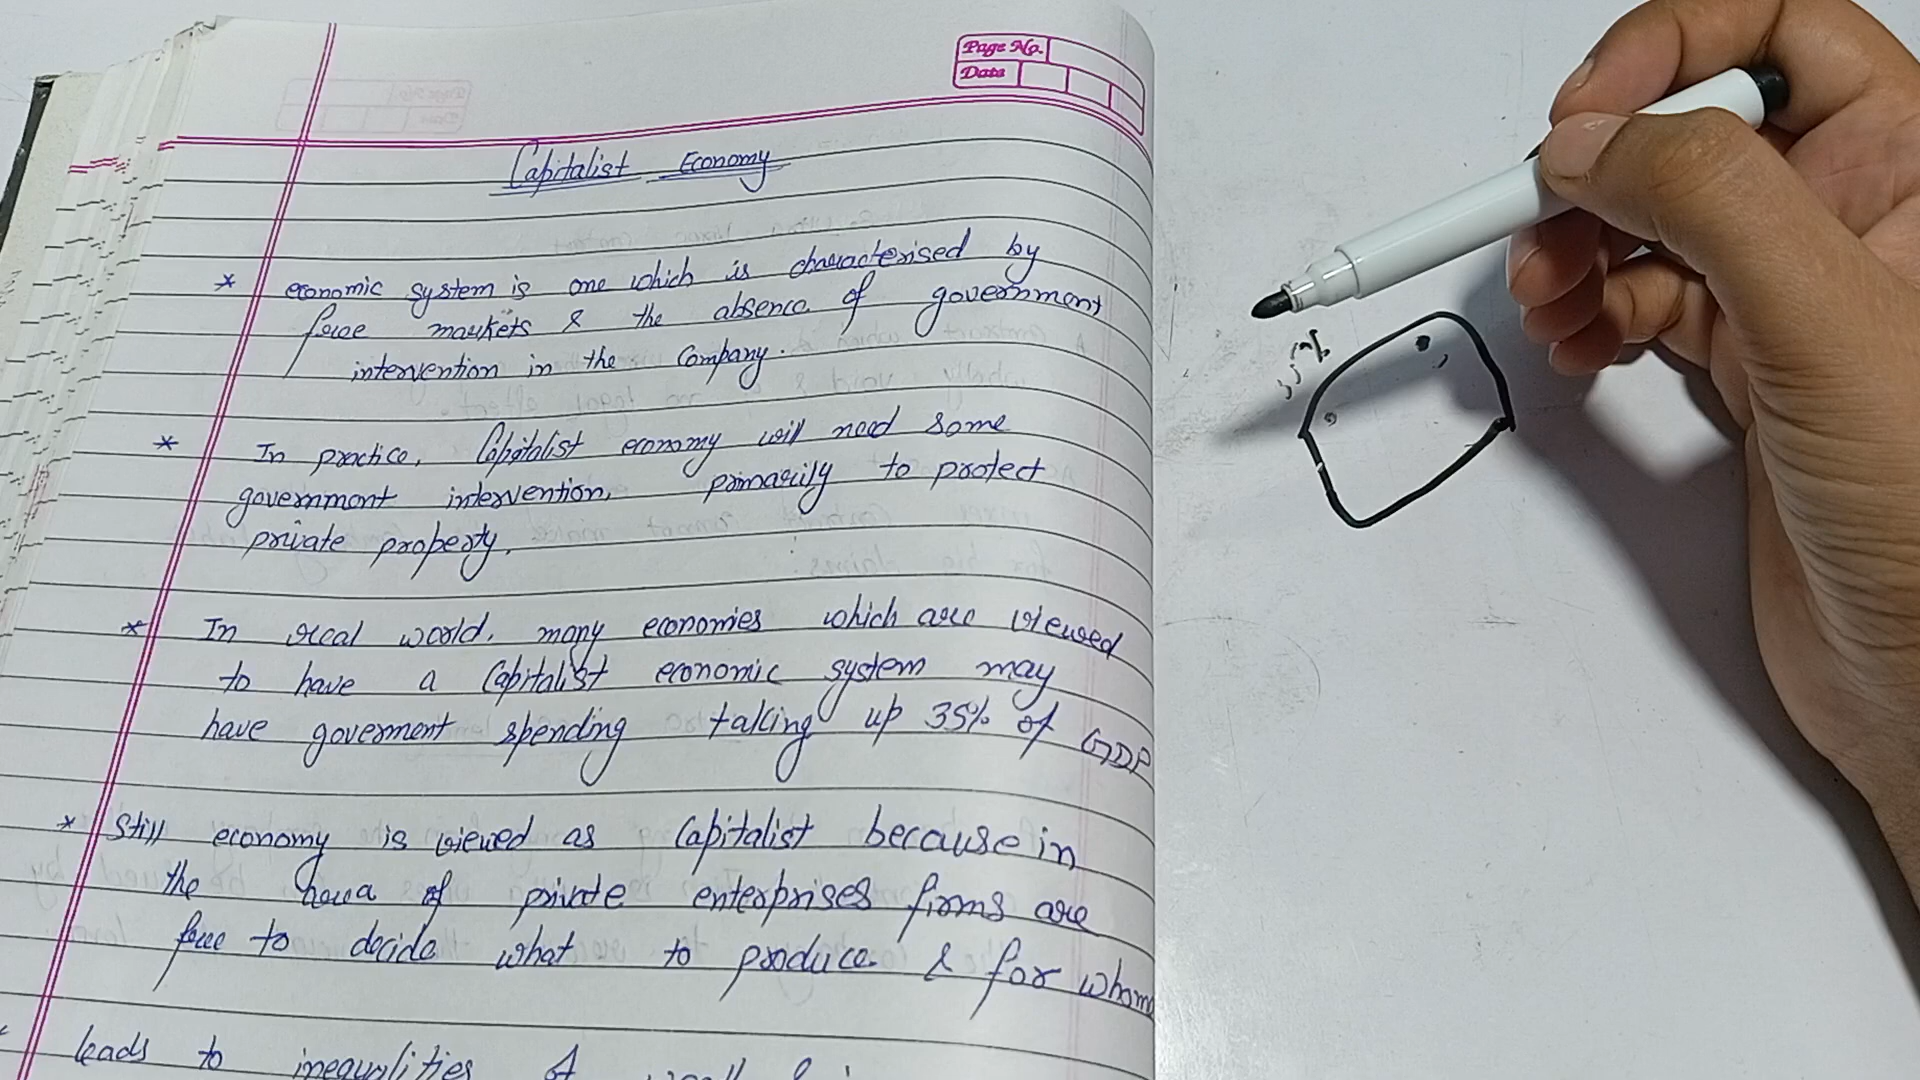 Page No.
Date
Capitalist Economy
* economic system is one which is characterised by
free markets & the absence of government
intervention in the Company.
* In practice, Capitalist economy will need some
government intervention, primarily to protect
private property.
* In real world, many economies which are viewed
to have a Capitalist economic system may
have goverment spending taking up 35% of GDP
* Still economy is viewed as Capitalist because in
the of private enterprises firms are
free to decide what to produce & for whom
leads to inequalities of